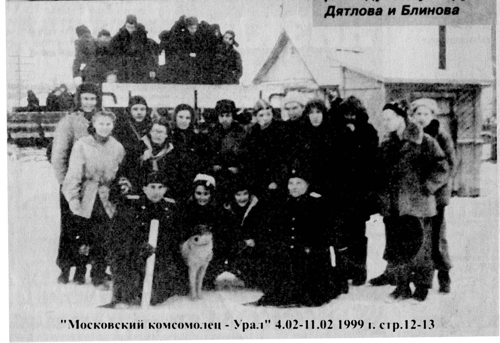 Дятлова и Блинова
"Московский комсомолец - Урал" 4.02-11.02 1999 г. стр.12-13